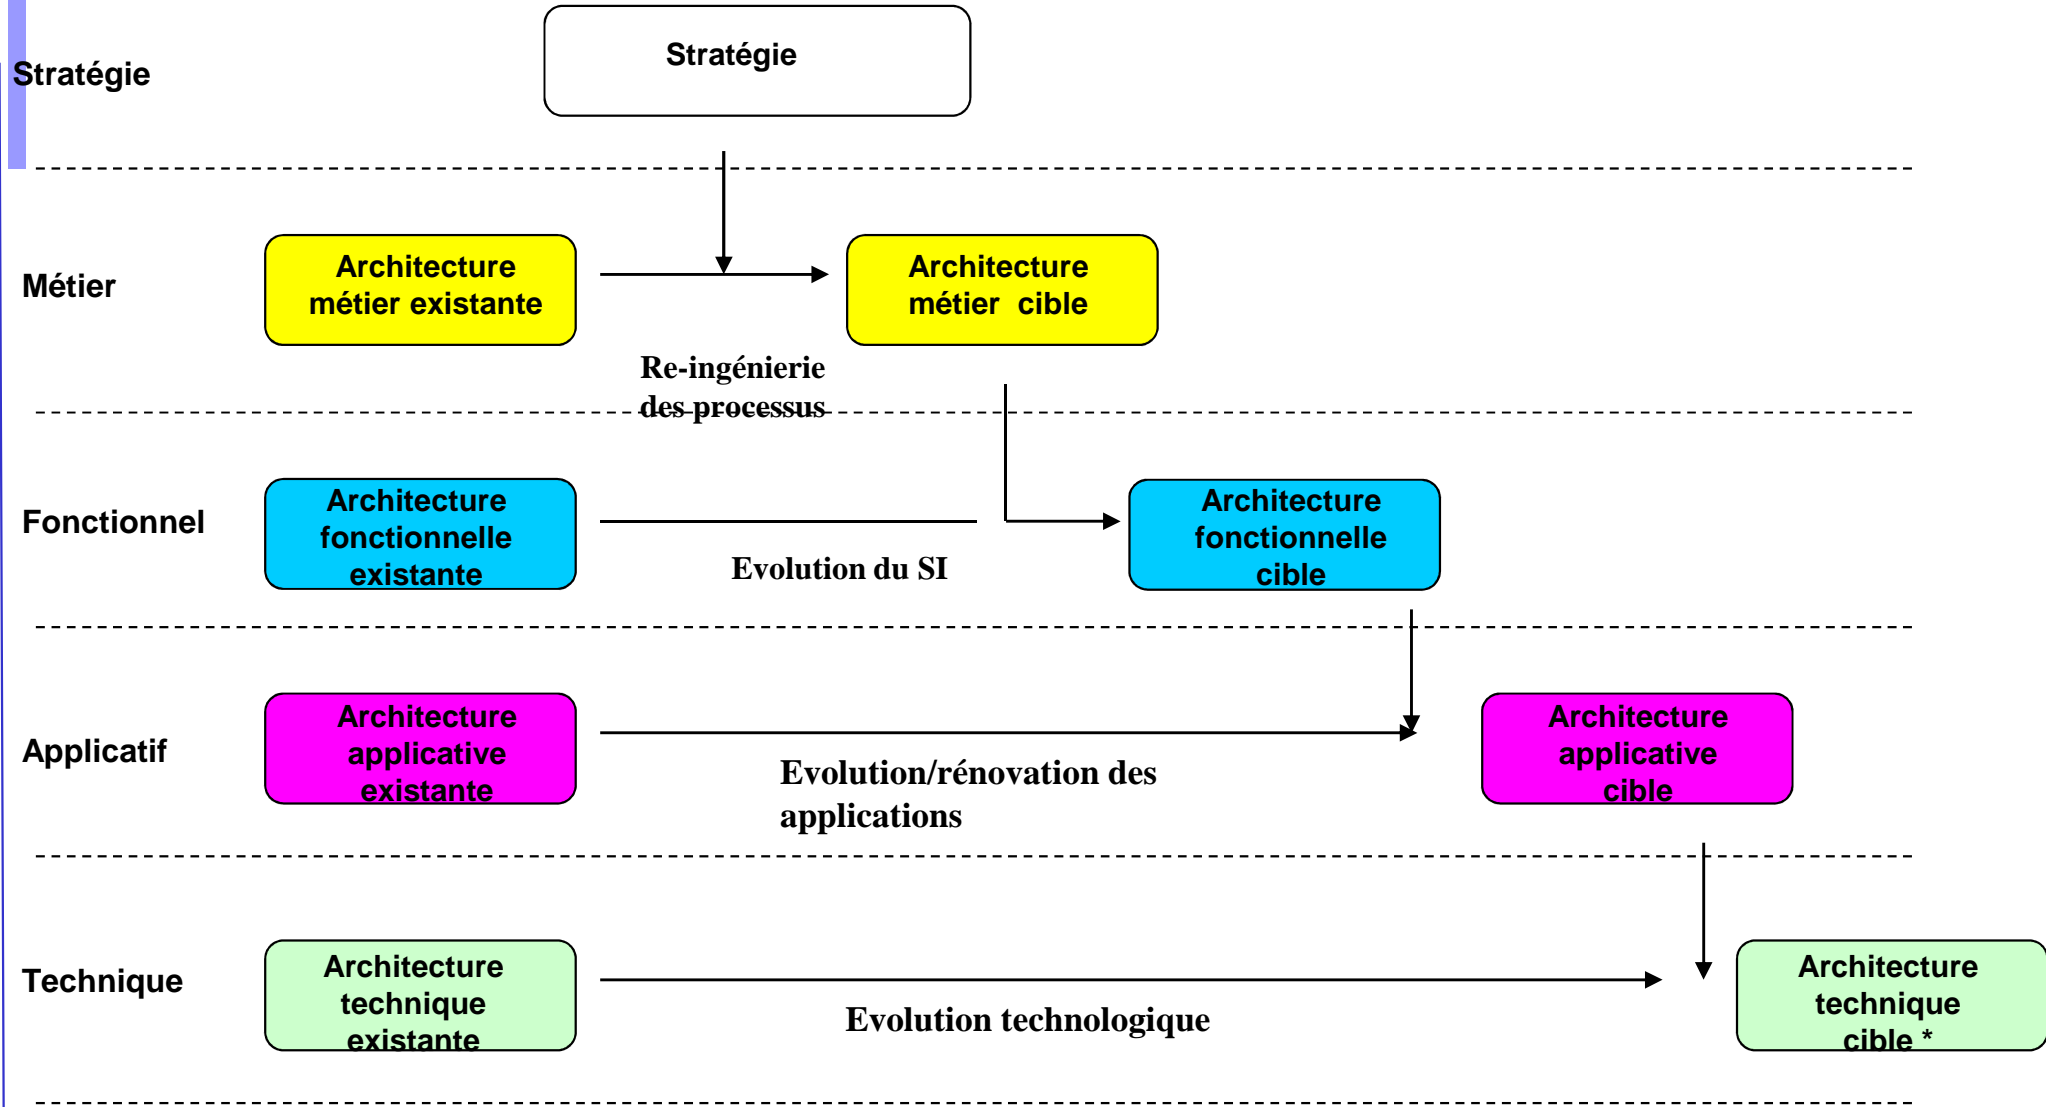 Stratégie
Stratégie
Métier
Architecture
métier existante
Architecture
métier cible
Re-ingénierie
des processus
Fonctionnel
Architecture
fonctionnelle
existante
Evolution du SI
Architecture
fonctionnelle
cible
Applicatif
Architecture
applicative
existante
Evolution/rénovation des
applications
Architecture
applicative
cible
Technique
Architecture
technique
existante
Evolution technologique
Architecture
technique
cible *